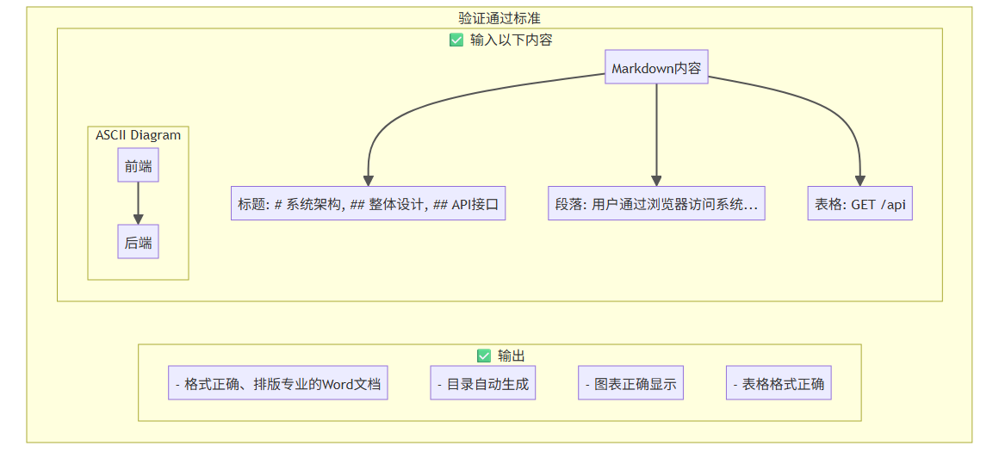 验证通过标准
✅ 输入以下内容
Markdown内容
ASCII Diagram
前端
后端
标题: # 系统架构, ## 整体设计, ## API接口
段落: 用户通过浏览器访问系统...
表格: GET /api
✅ 输出
- 格式正确、排版专业的Word文档
- 目录自动生成
- 图表正确显示
- 表格格式正确